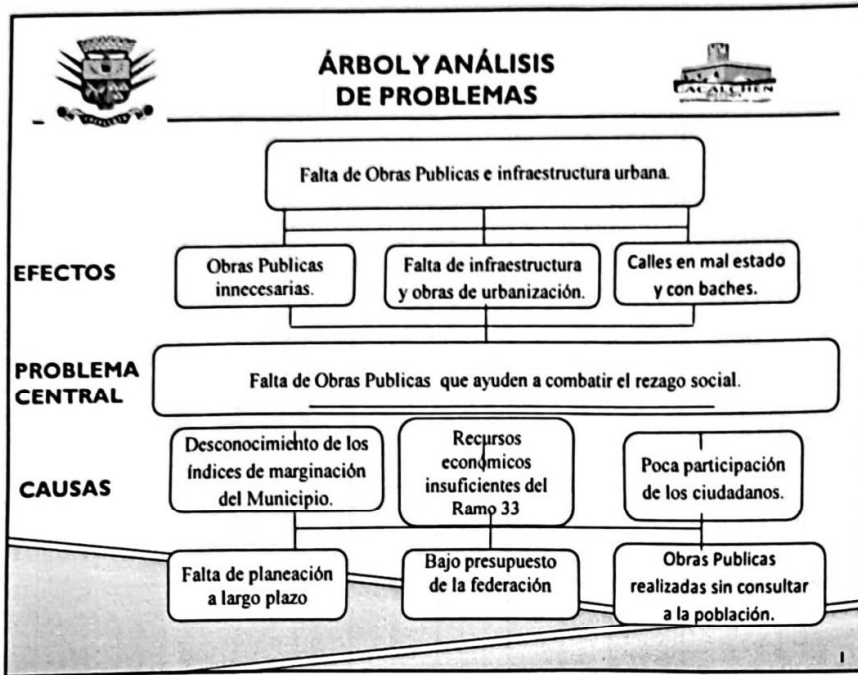 ÁRBOL Y ANÁLISIS
DE PROBLEMAS
CACALCHEN
Falta de Obras Publicas e infraestructura urbana.
EFECTOS
Obras Publicas
innecesarias.
Falta de infraestructura
y obras de urbanización.
Calles en mal estado
y con baches.
PROBLEMA
CENTRAL
Falta de Obras Publicas que ayuden a combatir el rezago social.
CAUSAS
Desconocimiento de los
índices de marginación
del Municipio.
Recursos
económicos
insuficientes del
Ramo 33
Poca participación
de los ciudadanos.
Falta de planeación
a largo plazo
Bajo presupuesto
de la federación
Obras Publicas
realizadas sin consultar
a la población.
1